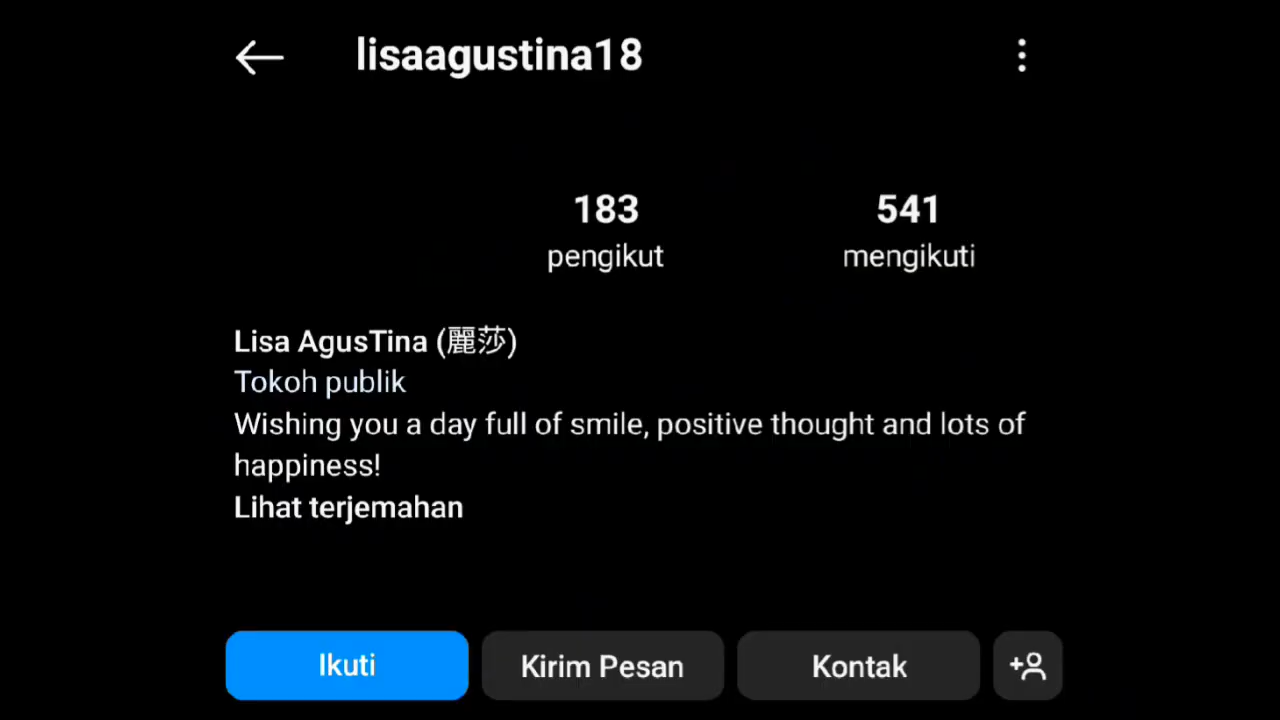 lisaagustina18
183 541
pengikut mengikuti
Lisa AgusTina (麗莎)
Tokoh publik
Wishing you a day full of smile, positive thought and lots of
happiness!
Lihat terjemahan
Ikuti Kirim Pesan Kontak